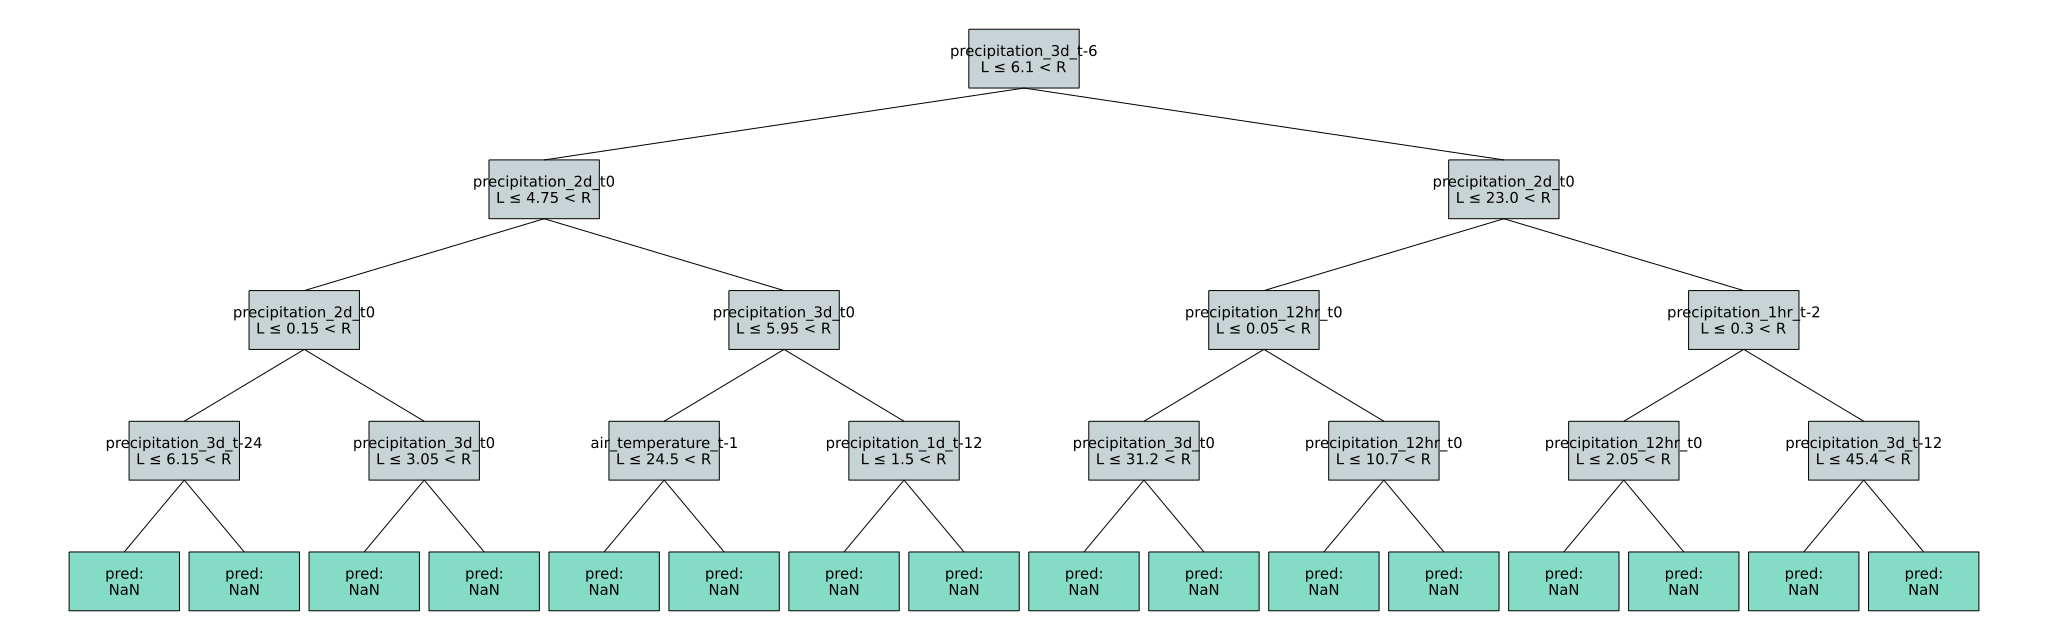 precipitation_3d_t-6
L ≤ 6.1 < R
precipitation_2d_t0
L ≤ 4.75 < R
precipitation_2d_t0
L ≤ 23.0 < R
precipitation_2d_t0
L ≤ 0.15 < R
precipitation_3d_t0
L ≤ 5.95 < R
precipitation_12hr_t0
L ≤ 0.05 < R
precipitation_1hr_t-2
L ≤ 0.3 < R
precipitation_3d_t-24
L ≤ 6.15 < R
precipitation_3d_t0
L ≤ 3.05 < R
air_temperature_t-1
L ≤ 24.5 < R
precipitation_1d_t-12
L ≤ 1.5 < R
precipitation_3d_t0
L ≤ 31.2 < R
precipitation_12hr_t0
L ≤ 10.7 < R
precipitation_12hr_t0
L ≤ 2.05 < R
precipitation_3d_t-12
L ≤ 45.4 < R
pred:
NaN
pred:
NaN
pred:
NaN
pred:
NaN
pred:
NaN
pred:
NaN
pred:
NaN
pred:
NaN
pred:
NaN
pred:
NaN
pred:
NaN
pred:
NaN
pred:
NaN
pred:
NaN
pred:
NaN
pred:
NaN